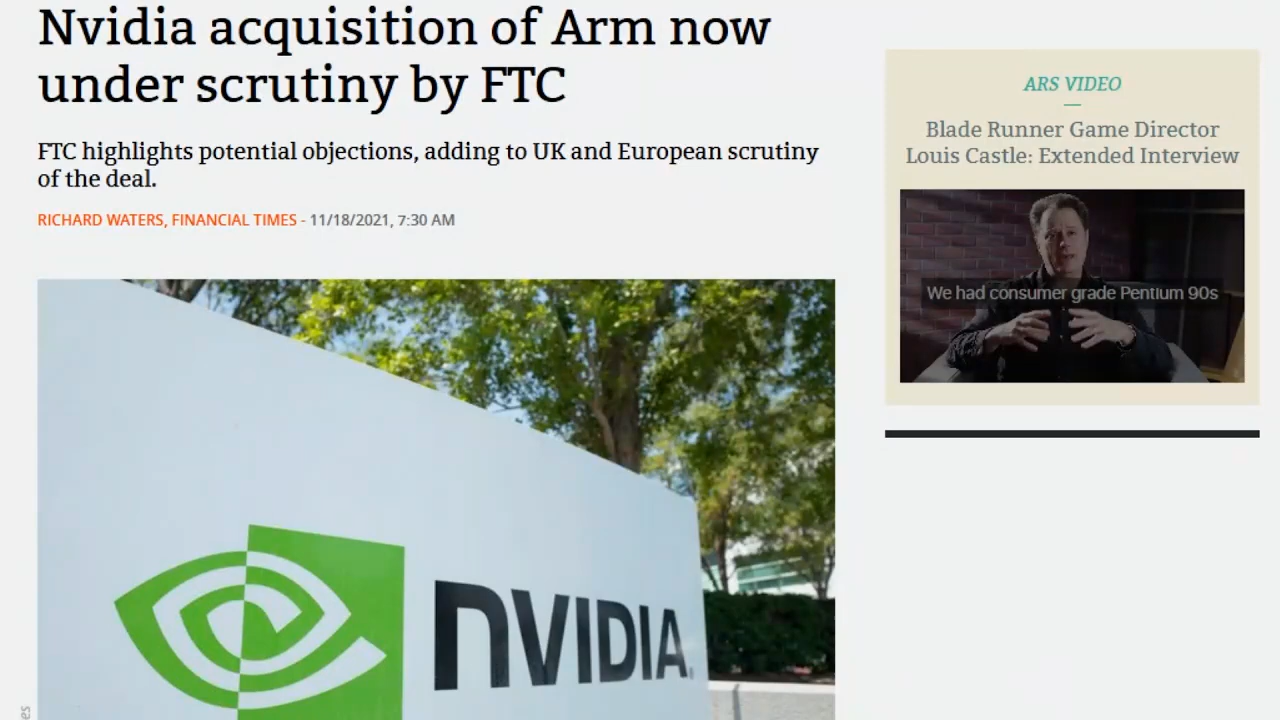 Nvidia acquisition of Arm now
under scrutiny by FTC
FTC highlights potential objections, adding to UK and European scrutiny
of the deal.
RICHARD WATERS, FINANCIAL TIMES - 11/18/2021, 7:30 AM
NVIDIA.
ARS VIDEO
Blade Runner Game Director
Louis Castle: Extended Interview
We had consumer grade Pentium 90s